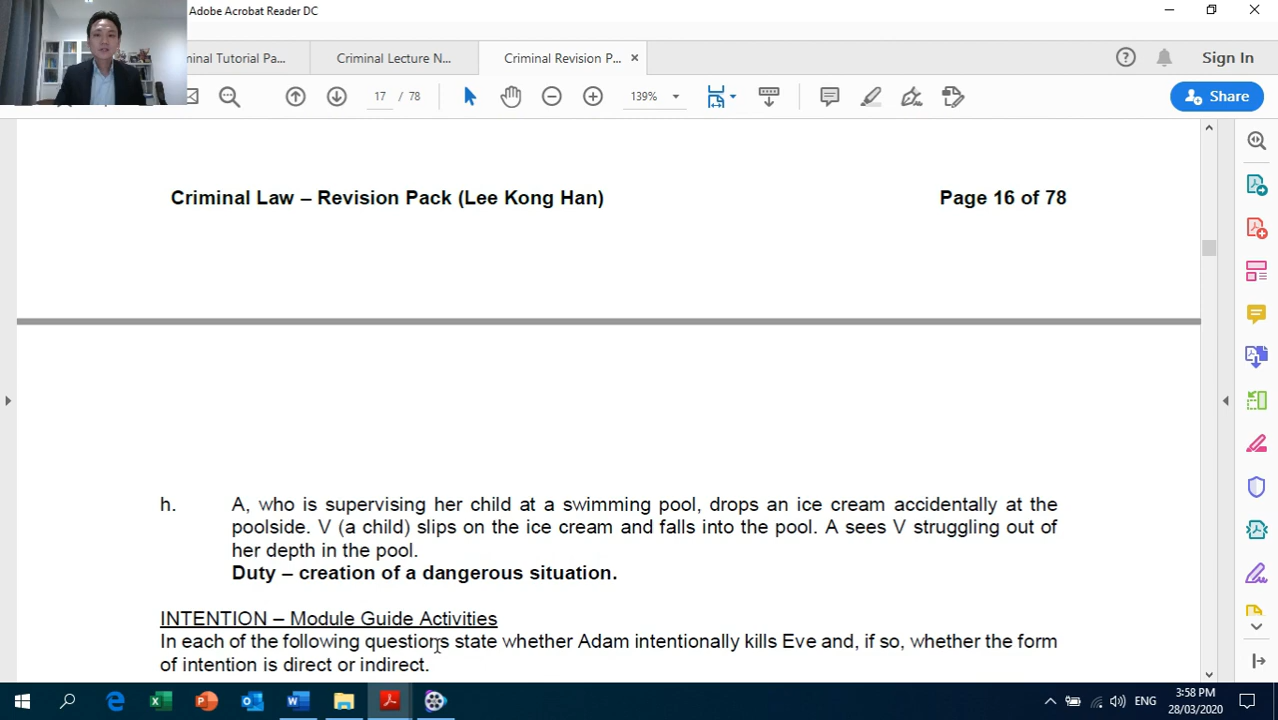 Adobe Acrobat Reader DC
minal Tutorial Pa...
Criminal Lecture N...
Criminal Revision P...
Sign In
17 / 78
139%
Share
Criminal Law – Revision Pack (Lee Kong Han)
Page 16 of 78
h. A, who is supervising her child at a swimming pool, drops an ice cream accidentally at the
poolside. V (a child) slips on the ice cream and falls into the pool. A sees V struggling out of
her depth in the pool.
Duty – creation of a dangerous situation.
INTENTION – Module Guide Activities
In each of the following questions state whether Adam intentionally kills Eve and, if so, whether the form
of intention is direct or indirect.
ENG
3:58 PM
28/03/2020